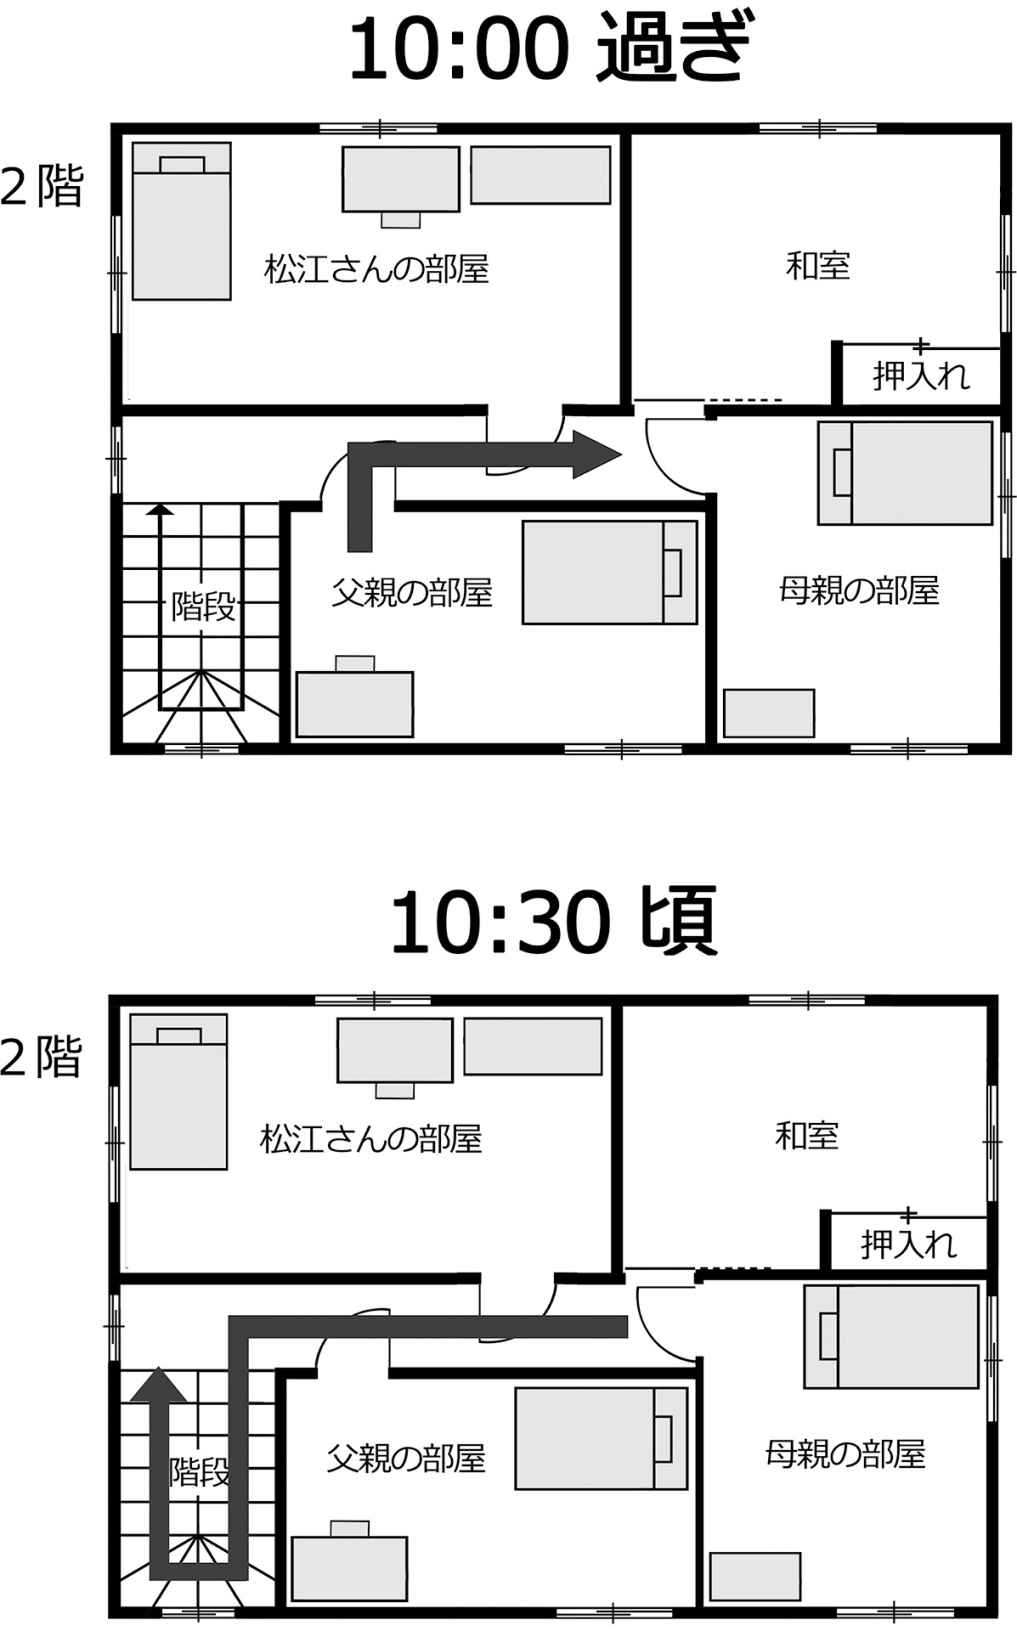 10:00 過ぎ
2階
松江さんの部屋
和室
押入れ
階段
父親の部屋
母親の部屋
10:30 頃
2階
松江さんの部屋
和室
押入れ
階段
父親の部屋
母親の部屋